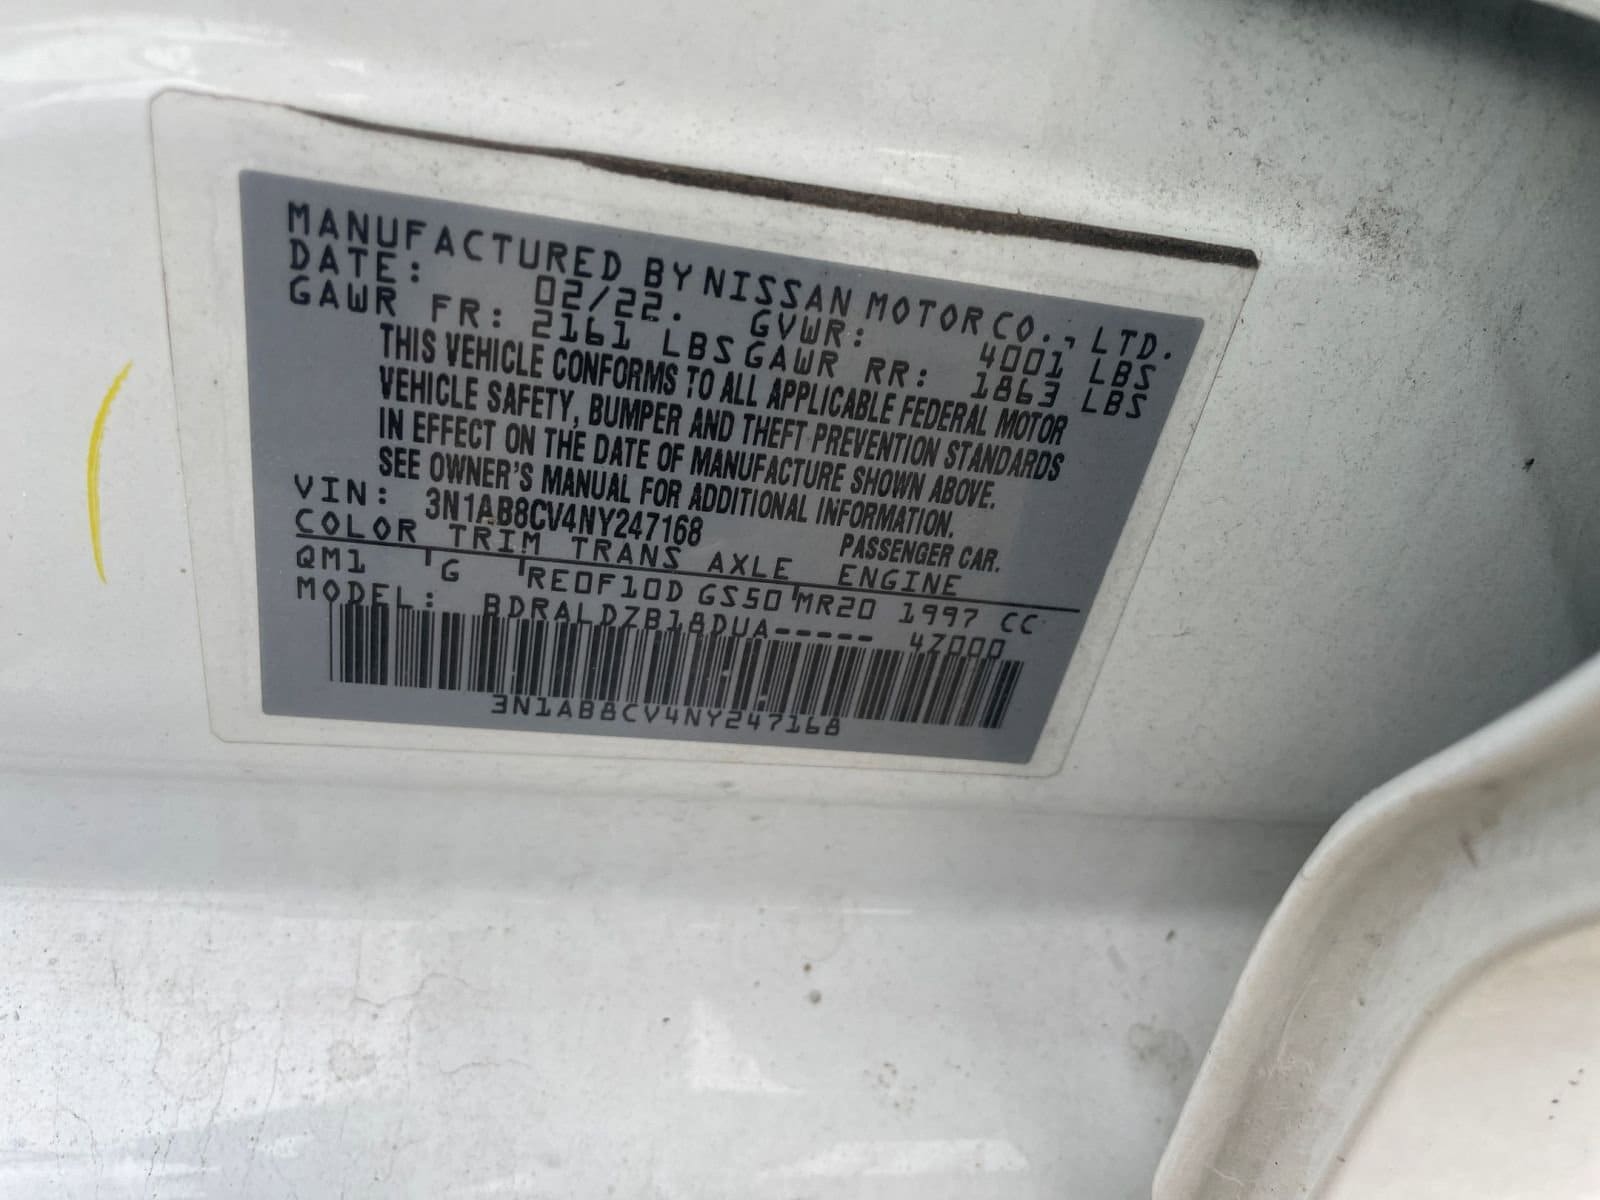 MANUFACTURED BY NISSAN MOTOR CO., LTD.
DATE: 02/22. GVWR: 4001 LBS
GAWR FR: 2161 LBS GAWR RR: 1863 LBS
THIS VEHICLE CONFORMS TO ALL APPLICABLE FEDERAL MOTOR
VEHICLE SAFETY, BUMPER AND THEFT PREVENTION STANDARDS
IN EFFECT ON THE DATE OF MANUFACTURE SHOWN ABOVE.
SEE OWNER'S MANUAL FOR ADDITIONAL INFORMATION.
VIN: 3N1AB8CV4NY247168 PASSENGER CAR.
COLOR TRIM TRANS AXLE ENGINE
QM1 G RE0F10D GS50 MR20 1997 CC
MODEL: BDRALDZB18DUA----- 4Z000
3N1AB8CV4NY247168